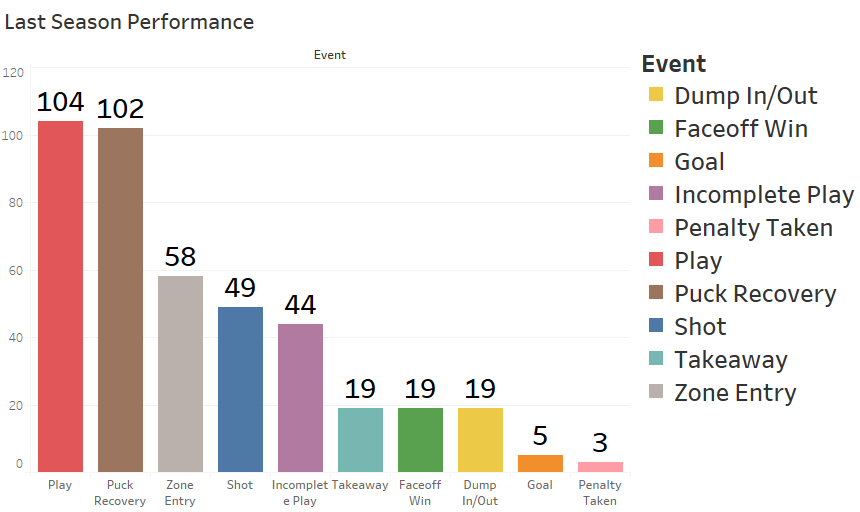 Last Season Performance
Event
120
100
80
60
40
20
0
104
102
58
49
44
19
19
19
5
3
Play
Puck
Recovery
Zone
Entry
Shot
Incomplet
e Play
Takeaway
Faceoff
Win
Dump
In/Out
Goal
Penalty
Taken
Event
Dump In/Out
Faceoff Win
Goal
Incomplete Play
Penalty Taken
Play
Puck Recovery
Shot
Takeaway
Zone Entry